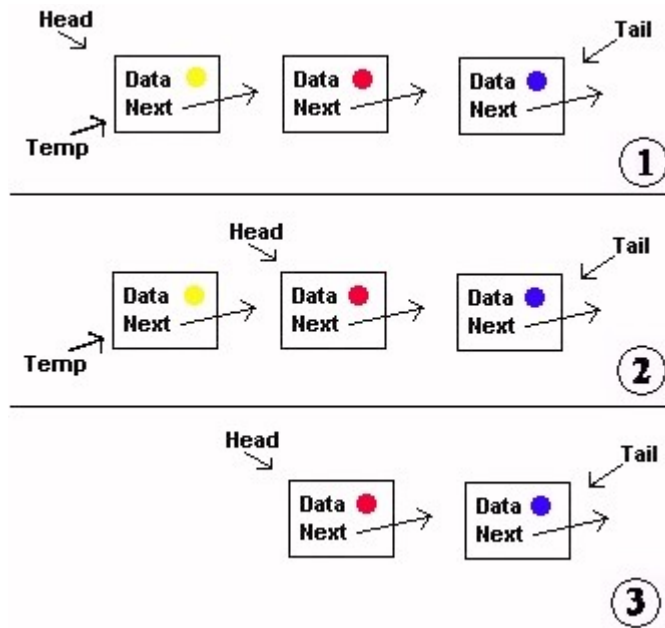 Head
Tail
Data Data Data
Next Next Next
Temp
1
Head
Tail
Data Data Data
Next Next Next
Temp
2
Head
Tail
Data Data
Next Next
3